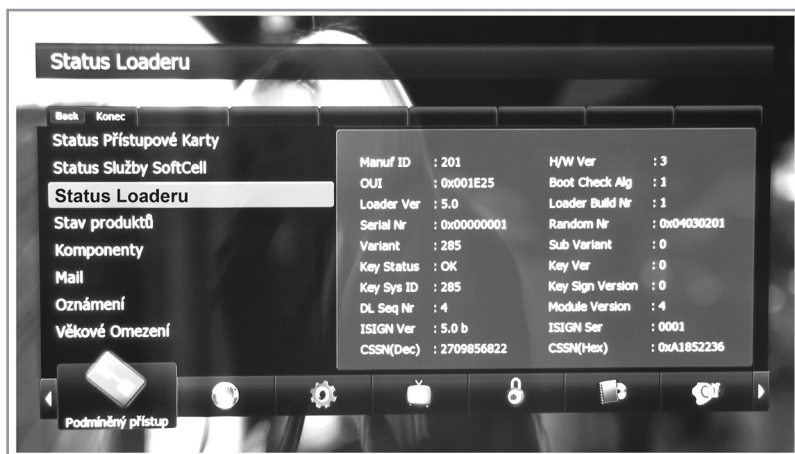 Status Loaderu
Back Konec
Status Přístupové Karty
Status Služby SoftCell
Status Loaderu
Stav produktů
Komponenty
Mail
Oznámení
Věkové Omezení
Manuf ID : 201 H/W Ver : 3
OUI : 0x001E25 Boot Check Alg : 1
Loader Ver : 5.0 Loader Build Nr : 1
Serial Nr : 0x00000001 Random Nr : 0x04030201
Variant : 285 Sub Variant : 0
Key Status : OK Key Ver : 0
Key Sys ID : 285 Key Sign Version : 0
DL Seq Nr : 4 Module Version : 4
ISIGN Ver : 5.0 b ISIGN Ser : 0001
CSSN(Dec) : 2709856822 CSSN(Hex) : 0xA1852236
Podmíněný přístup